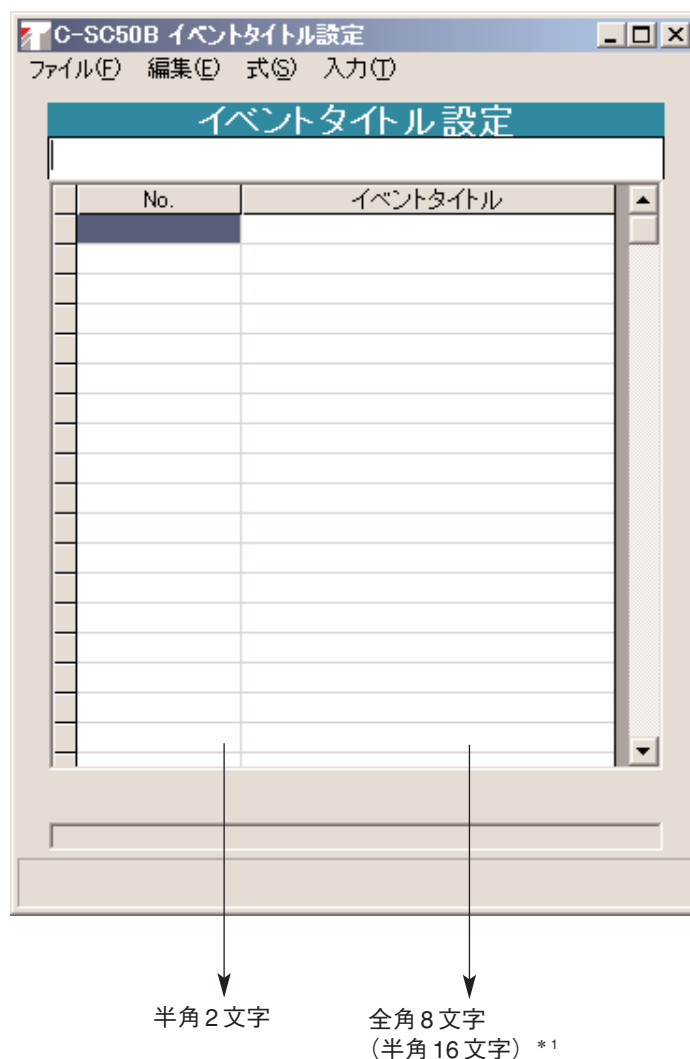 C-SC50B イベントタイトル設定
ファイル(F) 編集(E) 式(S) 入力(T)
イベントタイトル設定
No. イベントタイトル
半角2文字 全角8文字
(半角16文字) *1